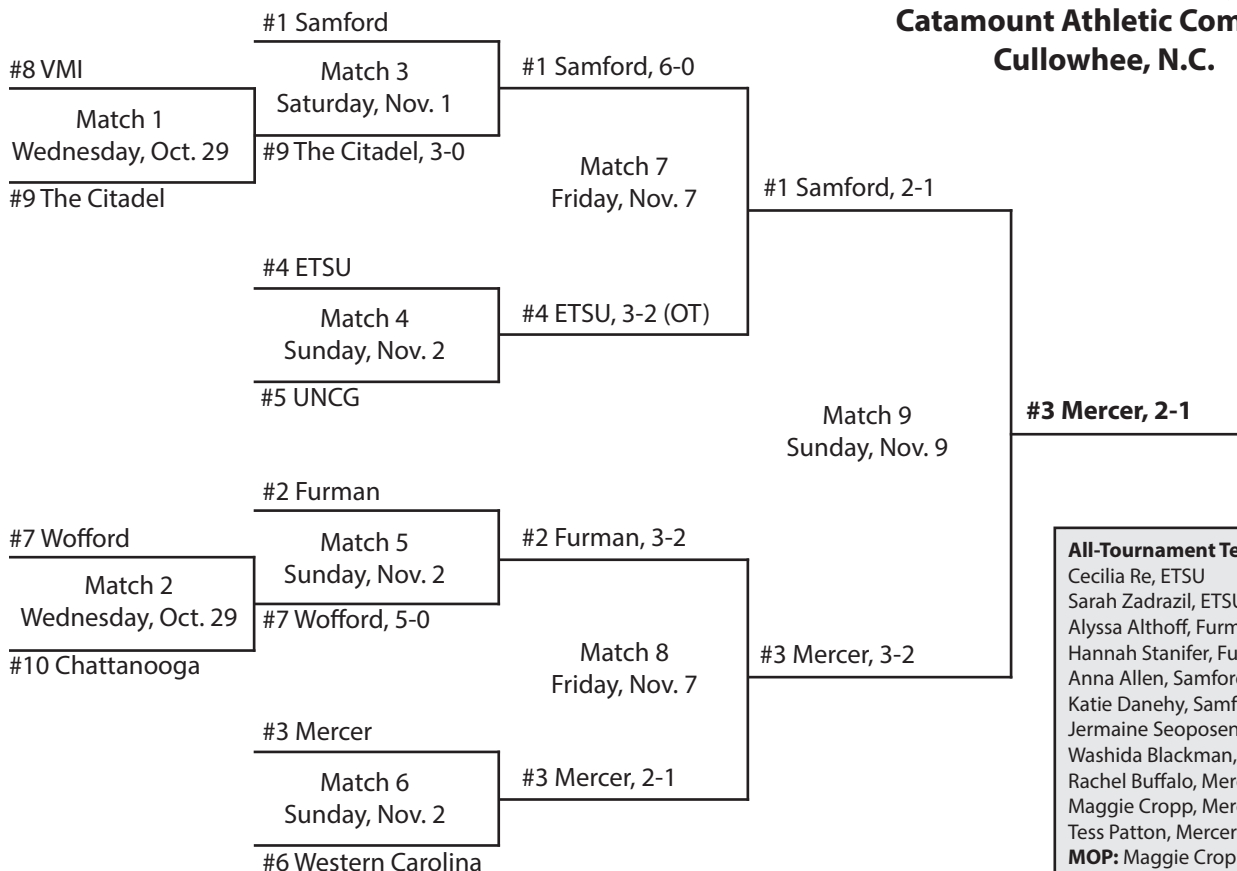 Catamount Athletic Com
Cullowhee, N.C.
#1 Samford
#8 VMI
Match 3
Saturday, Nov. 1
#1 Samford, 6-0
Match 1
Wednesday, Oct. 29
#9 The Citadel, 3-0
#9 The Citadel
Match 7
Friday, Nov. 7
#1 Samford, 2-1
#4 ETSU
Match 4
Sunday, Nov. 2
#4 ETSU, 3-2 (OT)
#5 UNCG
Match 9
Sunday, Nov. 9
#3 Mercer, 2-1
#2 Furman
#7 Wofford
Match 5
Sunday, Nov. 2
#2 Furman, 3-2
Match 2
Wednesday, Oct. 29
#7 Wofford, 5-0
#10 Chattanooga
Match 8
Friday, Nov. 7
#3 Mercer, 3-2
#3 Mercer
Match 6
Sunday, Nov. 2
#3 Mercer, 2-1
#6 Western Carolina
All-Tournament Te
Cecilia Re, ETSU
Sarah Zadrazil, ETSU
Alyssa Althoff, Furm
Hannah Stanifer, Fu
Anna Allen, Samford
Katie Danehy, Samf
Jermaine Seoposen
Washida Blackman,
Rachel Buffalo, Merc
Maggie Cropp, Merc
Tess Patton, Mercer
MOP: Maggie Crop